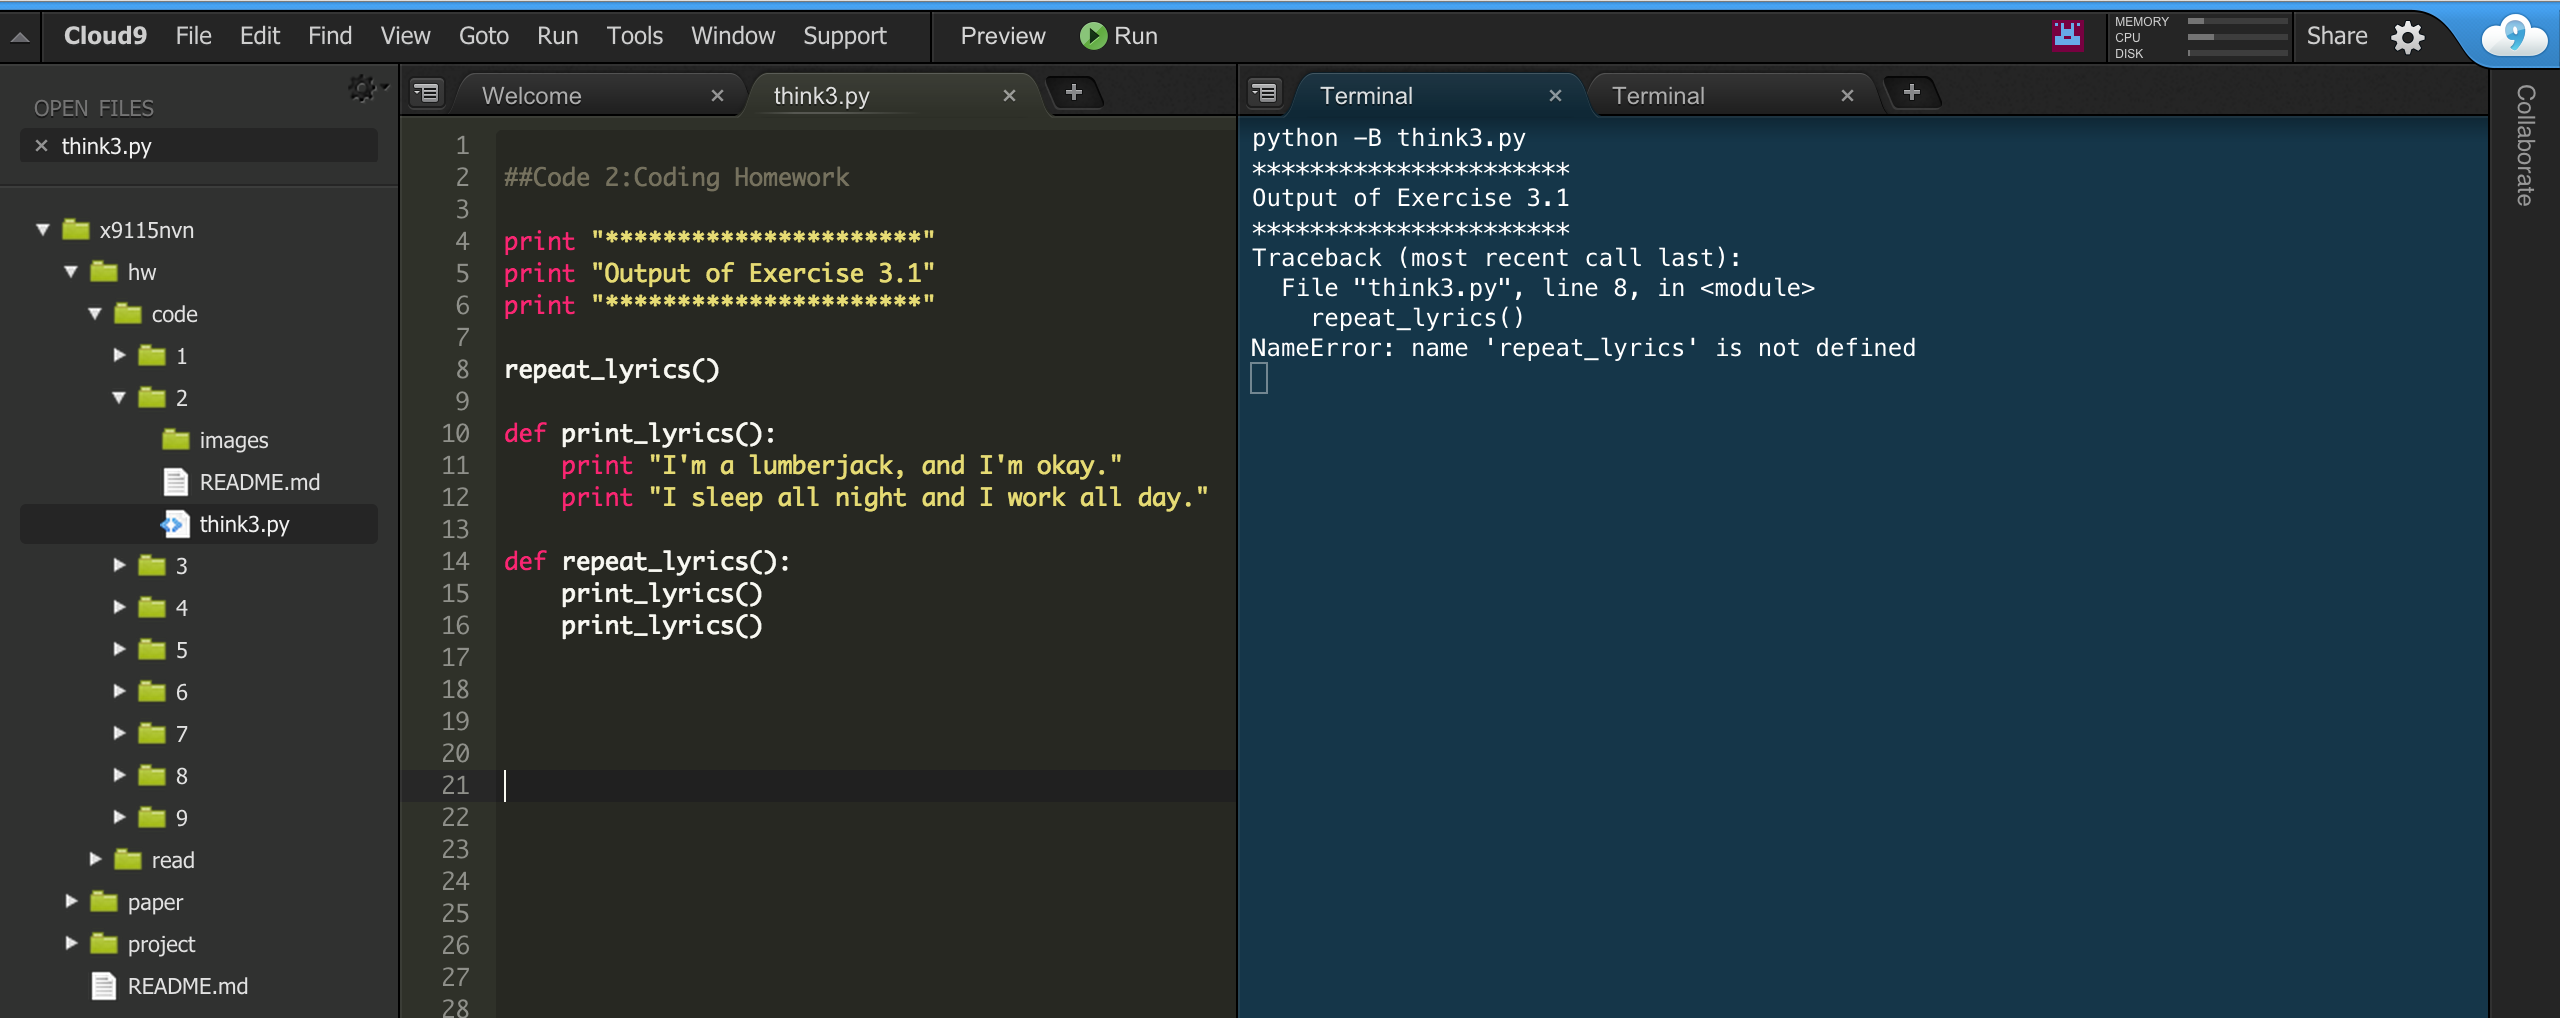 Cloud9 File Edit Find View Goto Run Tools Window Support Preview Run MEMORY CPU DISK Share 9
OPEN FILES
think3.py
x9115nvn
hw
code
1
2
images
README.md
think3.py
3
4
5
6
7
8
9
read
paper
project
README.md
Welcome think3.py
1
2 ##Code 2:Coding Homework
3
4 print "**********************"
5 print "Output of Exercise 3.1"
6 print "**********************"
7
8 repeat_lyrics()
9
10 def print_lyrics():
11     print "I'm a lumberjack, and I'm okay."
12     print "I sleep all night and I work all day."
13
14 def repeat_lyrics():
15     print_lyrics()
16     print_lyrics()
17
18
19
20
21
22
23
24
25
26
27
28
Terminal Terminal
python -B think3.py
**********************
Output of Exercise 3.1
**********************
Traceback (most recent call last):
  File "think3.py", line 8, in <module>
    repeat_lyrics()
NameError: name 'repeat_lyrics' is not defined
Collaborate